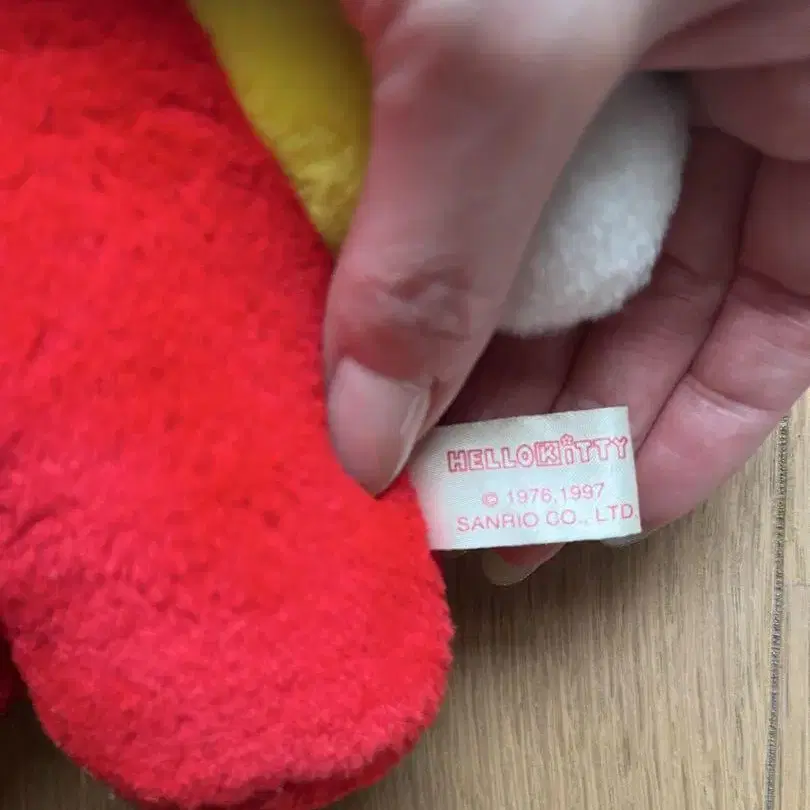 HELLO KITTY
© 1976,1997
SANRIO CO., LTD.